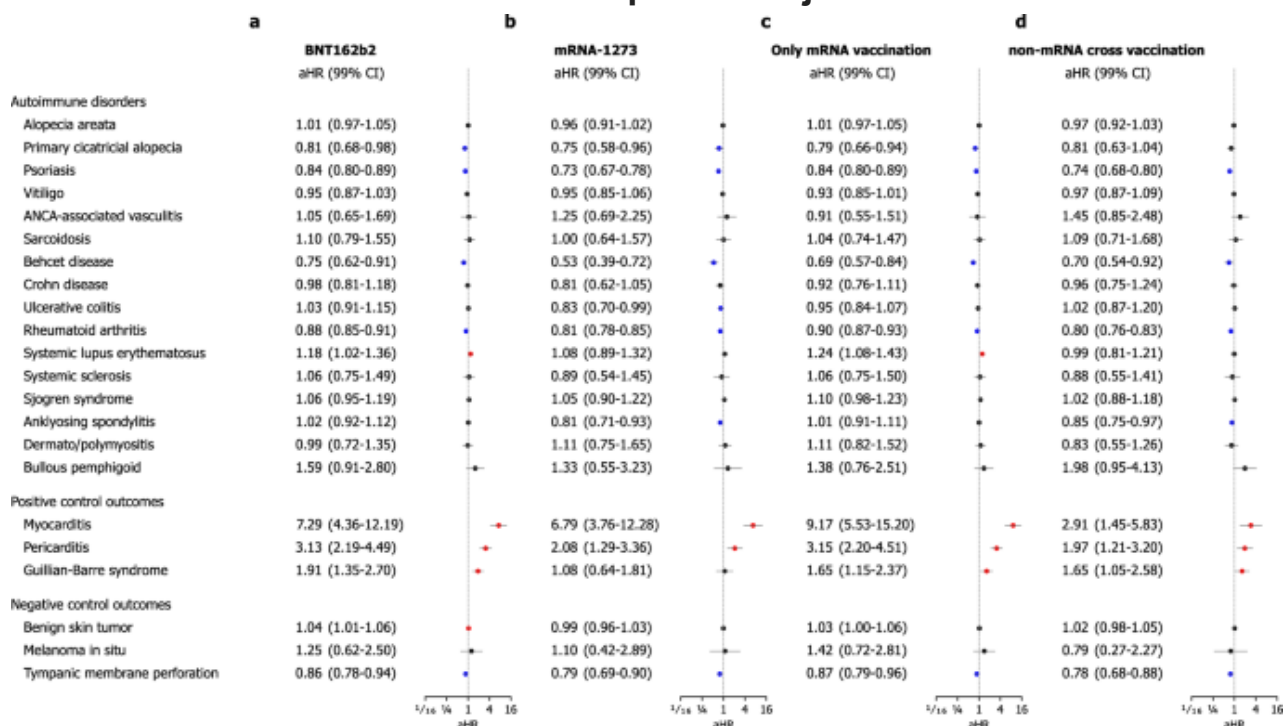 a b c d
BNT162b2 mRNA-1273 Only mRNA vaccination non-mRNA cross vaccination
aHR (99% CI) aHR (99% CI) aHR (99% CI) aHR (99% CI)
Autoimmune disorders
Alopecia areata 1.01 (0.97-1.05) 0.96 (0.91-1.02) 1.01 (0.97-1.05) 0.97 (0.92-1.03)
Primary cicatricial alopecia 0.81 (0.68-0.98) 0.75 (0.58-0.96) 0.79 (0.66-0.94) 0.81 (0.63-1.04)
Psoriasis 0.84 (0.80-0.89) 0.73 (0.67-0.78) 0.84 (0.80-0.89) 0.74 (0.68-0.80)
Vitiligo 0.95 (0.87-1.03) 0.95 (0.85-1.06) 0.93 (0.85-1.01) 0.97 (0.87-1.09)
ANCA-associated vasculitis 1.05 (0.65-1.69) 1.25 (0.69-2.25) 0.91 (0.55-1.51) 1.45 (0.85-2.48)
Sarcoidosis 1.10 (0.79-1.55) 1.00 (0.64-1.57) 1.04 (0.74-1.47) 1.09 (0.71-1.68)
Behcet disease 0.75 (0.62-0.91) 0.53 (0.39-0.72) 0.69 (0.57-0.84) 0.70 (0.54-0.92)
Crohn disease 0.98 (0.81-1.18) 0.81 (0.62-1.05) 0.92 (0.76-1.11) 0.96 (0.75-1.24)
Ulcerative colitis 1.03 (0.91-1.15) 0.83 (0.70-0.99) 0.95 (0.84-1.07) 1.02 (0.87-1.20)
Rheumatoid arthritis 0.88 (0.85-0.91) 0.81 (0.78-0.85) 0.90 (0.87-0.93) 0.80 (0.76-0.83)
Systemic lupus erythematosus 1.18 (1.02-1.36) 1.08 (0.89-1.32) 1.24 (1.08-1.43) 0.99 (0.81-1.21)
Systemic sclerosis 1.06 (0.75-1.49) 0.89 (0.54-1.45) 1.06 (0.75-1.50) 0.88 (0.55-1.41)
Sjogren syndrome 1.06 (0.95-1.19) 1.05 (0.90-1.22) 1.10 (0.98-1.23) 1.02 (0.88-1.18)
Anklyosing spondylitis 1.02 (0.92-1.12) 0.81 (0.71-0.93) 1.01 (0.91-1.11) 0.85 (0.75-0.97)
Dermato/polymyositis 0.99 (0.72-1.35) 1.11 (0.75-1.65) 1.11 (0.82-1.52) 0.83 (0.55-1.26)
Bullous pemphigoid 1.59 (0.91-2.80) 1.33 (0.55-3.23) 1.38 (0.76-2.51) 1.98 (0.95-4.13)
Positive control outcomes
Myocarditis 7.29 (4.36-12.19) 6.79 (3.76-12.28) 9.17 (5.53-15.20) 2.91 (1.45-5.83)
Pericarditis 3.13 (2.19-4.49) 2.08 (1.29-3.36) 3.15 (2.20-4.51) 1.97 (1.21-3.20)
Guillian-Barre syndrome 1.91 (1.35-2.70) 1.08 (0.64-1.81) 1.65 (1.15-2.37) 1.65 (1.05-2.58)
Negative control outcomes
Benign skin tumor 1.04 (1.01-1.06) 0.99 (0.96-1.03) 1.03 (1.00-1.06) 1.02 (0.98-1.05)
Melanoma in situ 1.25 (0.62-2.50) 1.10 (0.42-2.89) 1.42 (0.72-2.81) 0.79 (0.27-2.27)
Tympanic membrane perforation 0.86 (0.78-0.94) 0.79 (0.69-0.90) 0.87 (0.79-0.96) 0.78 (0.68-0.88)
1/16 ¼ 1 4 16 1/16 ¼ 1 4 16 1/16 ¼ 1 4 16 1/16 ¼ 1 4 16
aHR aHR aHR aHR